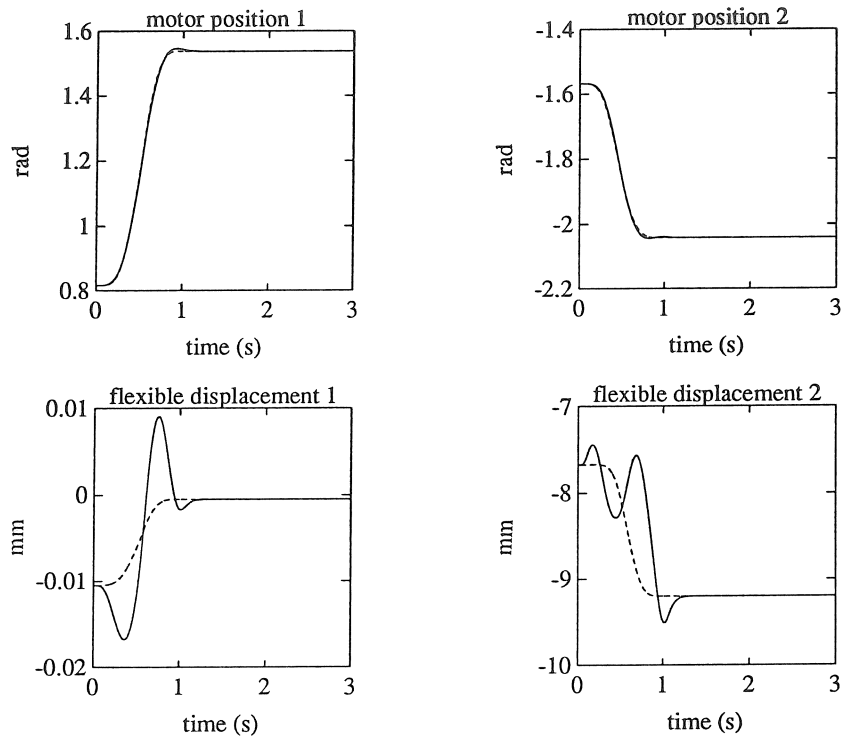 motor position 1
1.6
1.4
1.2
1
0.8
rad
0
1
2
3
time (s)
motor position 2
-1.4
-1.6
-1.8
-2
-2.2
rad
0
1
2
3
time (s)
flexible displacement 1
0.01
0
-0.01
-0.02
mm
0
1
2
3
time (s)
flexible displacement 2
-7
-8
-9
-10
mm
0
1
2
3
time (s)